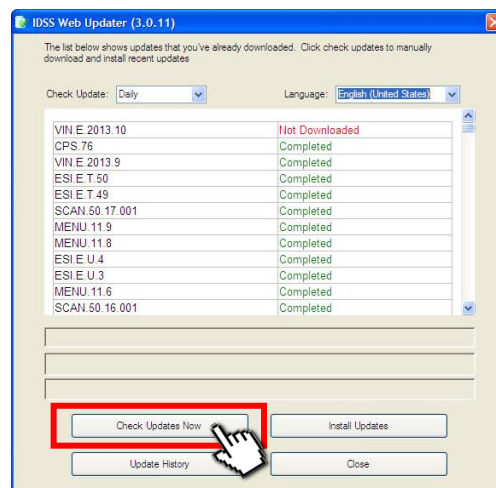 IDSS Web Updater (3.0.11)
The list below shows updates that you've already downloaded. Click check updates to manually
download and install recent updates
Check Update: Daily Language: English (United States)
VIN.E.2013.10 Not Downloaded
CPS.76 Completed
VIN.E.2013.9 Completed
ESI.E.T.50 Completed
ESI.E.T.49 Completed
SCAN.50.17.001 Completed
MENU.11.9 Completed
MENU.11.8 Completed
ESI.E.U.4 Completed
ESI.E.U.3 Completed
MENU.11.6 Completed
SCAN.50.16.001 Completed
Check Updates Now Install Updates
Update History Close